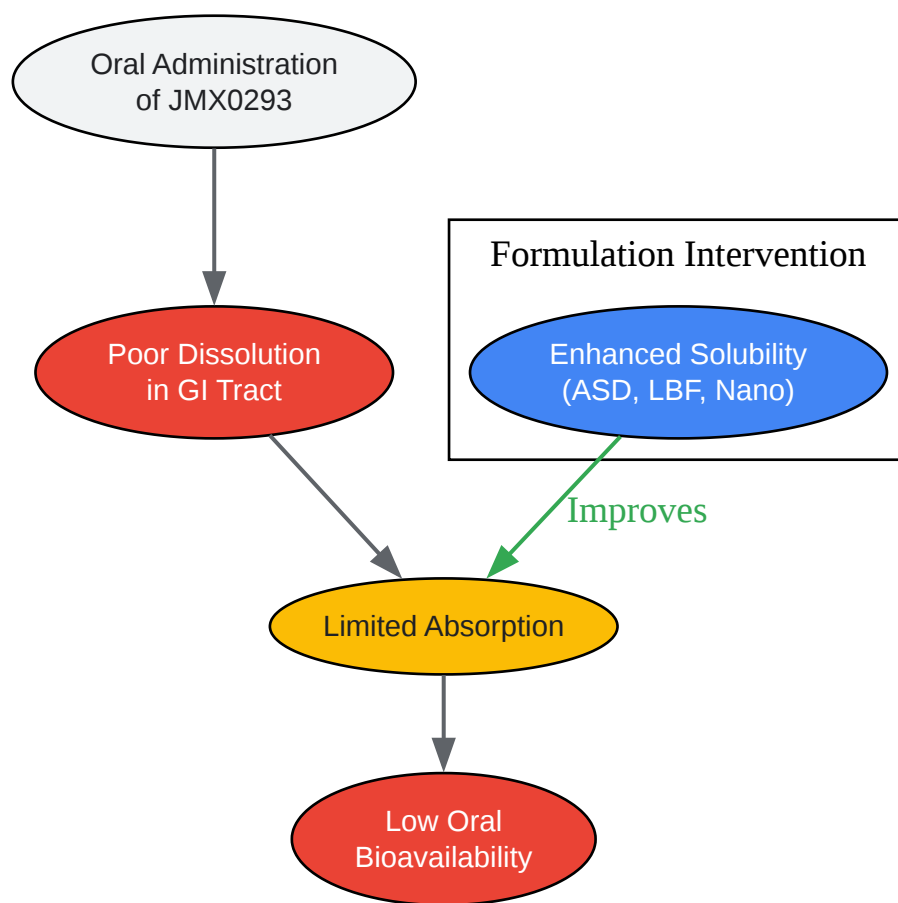 Oral Administration
of JMX0293
Formulation Intervention
Poor Dissolution
in GI Tract
Enhanced Solubility
(ASD, LBF, Nano)
Improves
Limited Absorption
Low Oral
Bioavailability